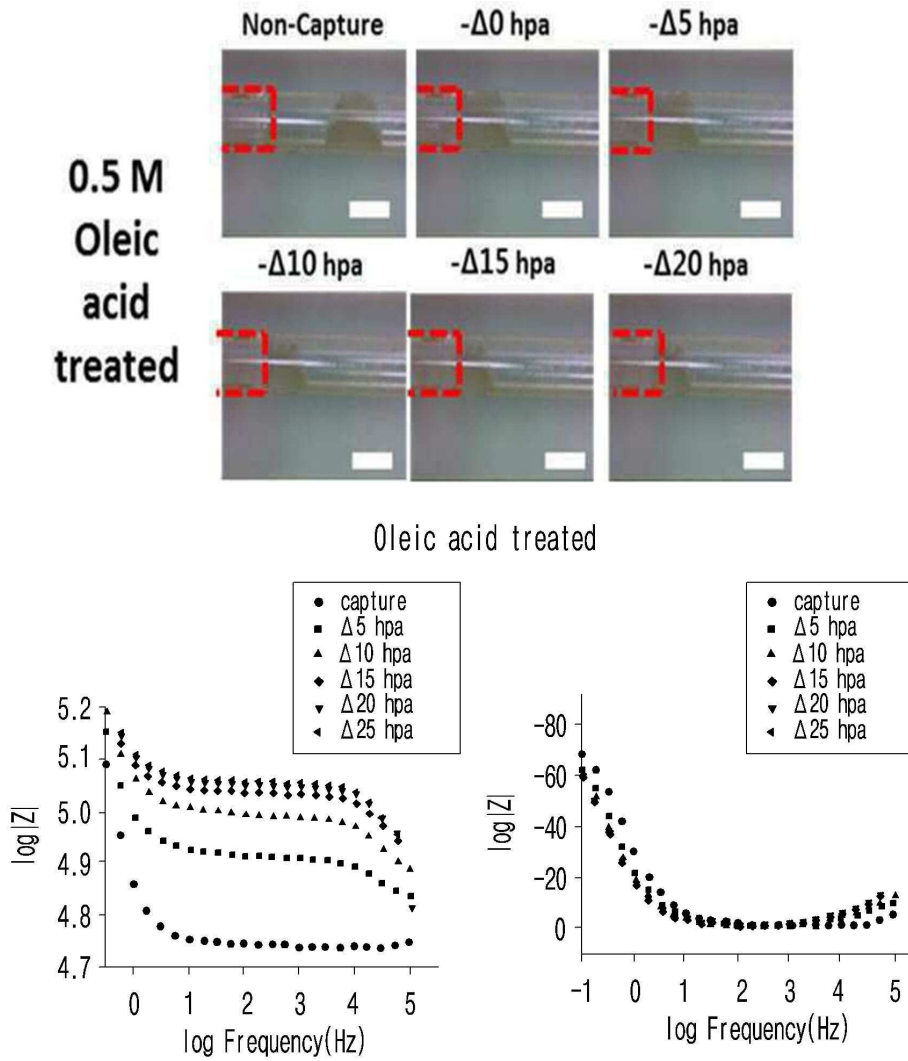 Non-Capture
-Δ0 hpa
-Δ5 hpa
0.5 M
Oleic
acid
treated
-Δ10 hpa
-Δ15 hpa
-Δ20 hpa
Oleic acid treated
capture
Δ5 hpa
Δ10 hpa
Δ15 hpa
Δ20 hpa
Δ25 hpa
5.2
5.1
5.0
4.9
4.8
4.7
log|Z|
0 1 2 3 4 5
log Frequency(Hz)
capture
Δ5 hpa
Δ10 hpa
Δ15 hpa
Δ20 hpa
Δ25 hpa
-80
-60
-40
-20
0
log|Z|
-1 0 1 2 3 4 5
log Frequency(Hz)